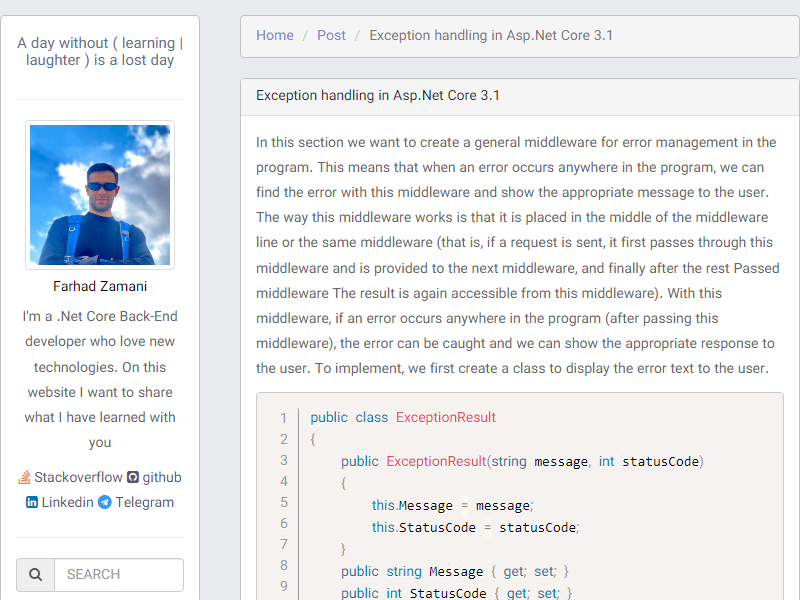 A day without ( learning |
laughter ) is a lost day
Farhad Zamani
I'm a .Net Core Back-End
developer who love new
technologies. On this
website I want to share
what I have learned with
you
Stackoverflow github
Linkedin Telegram
SEARCH
Home / Post / Exception handling in Asp.Net Core 3.1
Exception handling in Asp.Net Core 3.1
In this section we want to create a general middleware for error management in the
program. This means that when an error occurs anywhere in the program, we can
find the error with this middleware and show the appropriate message to the user.
The way this middleware works is that it is placed in the middle of the middleware
line or the same middleware (that is, if a request is sent, it first passes through this
middleware and is provided to the next middleware, and finally after the rest Passed
middleware The result is again accessible from this middleware). With this
middleware, if an error occurs anywhere in the program (after passing this
middleware), the error can be caught and we can show the appropriate response to
the user. To implement, we first create a class to display the error text to the user.
1 public class ExceptionResult
2 {
3 public ExceptionResult(string message, int statusCode)
4 {
5 this.Message = message;
6 this.StatusCode = statusCode;
7 }
8 public string Message { get; set; }
9 public int StatusCode { get; set; }